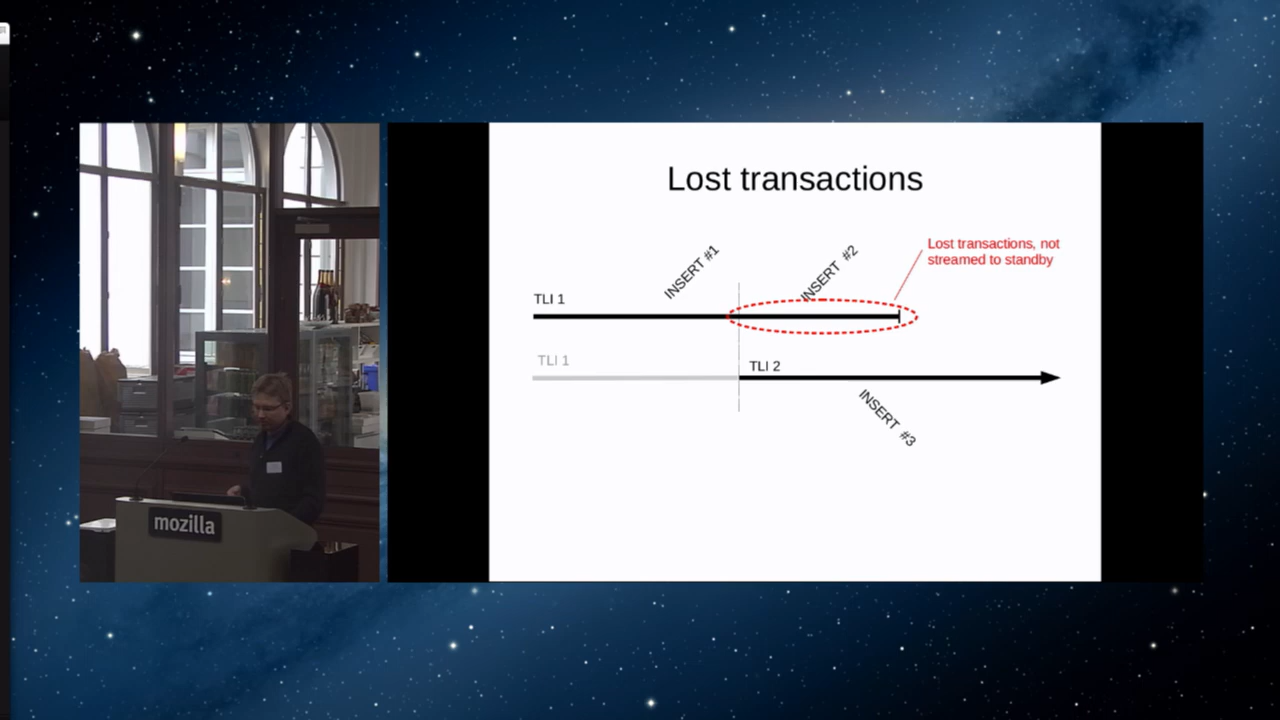 Lost transactions
INSERT #1
INSERT #2
Lost transactions, not
streamed to standby
TLI 1
TLI 1
TLI 2
INSERT #3
mozilla